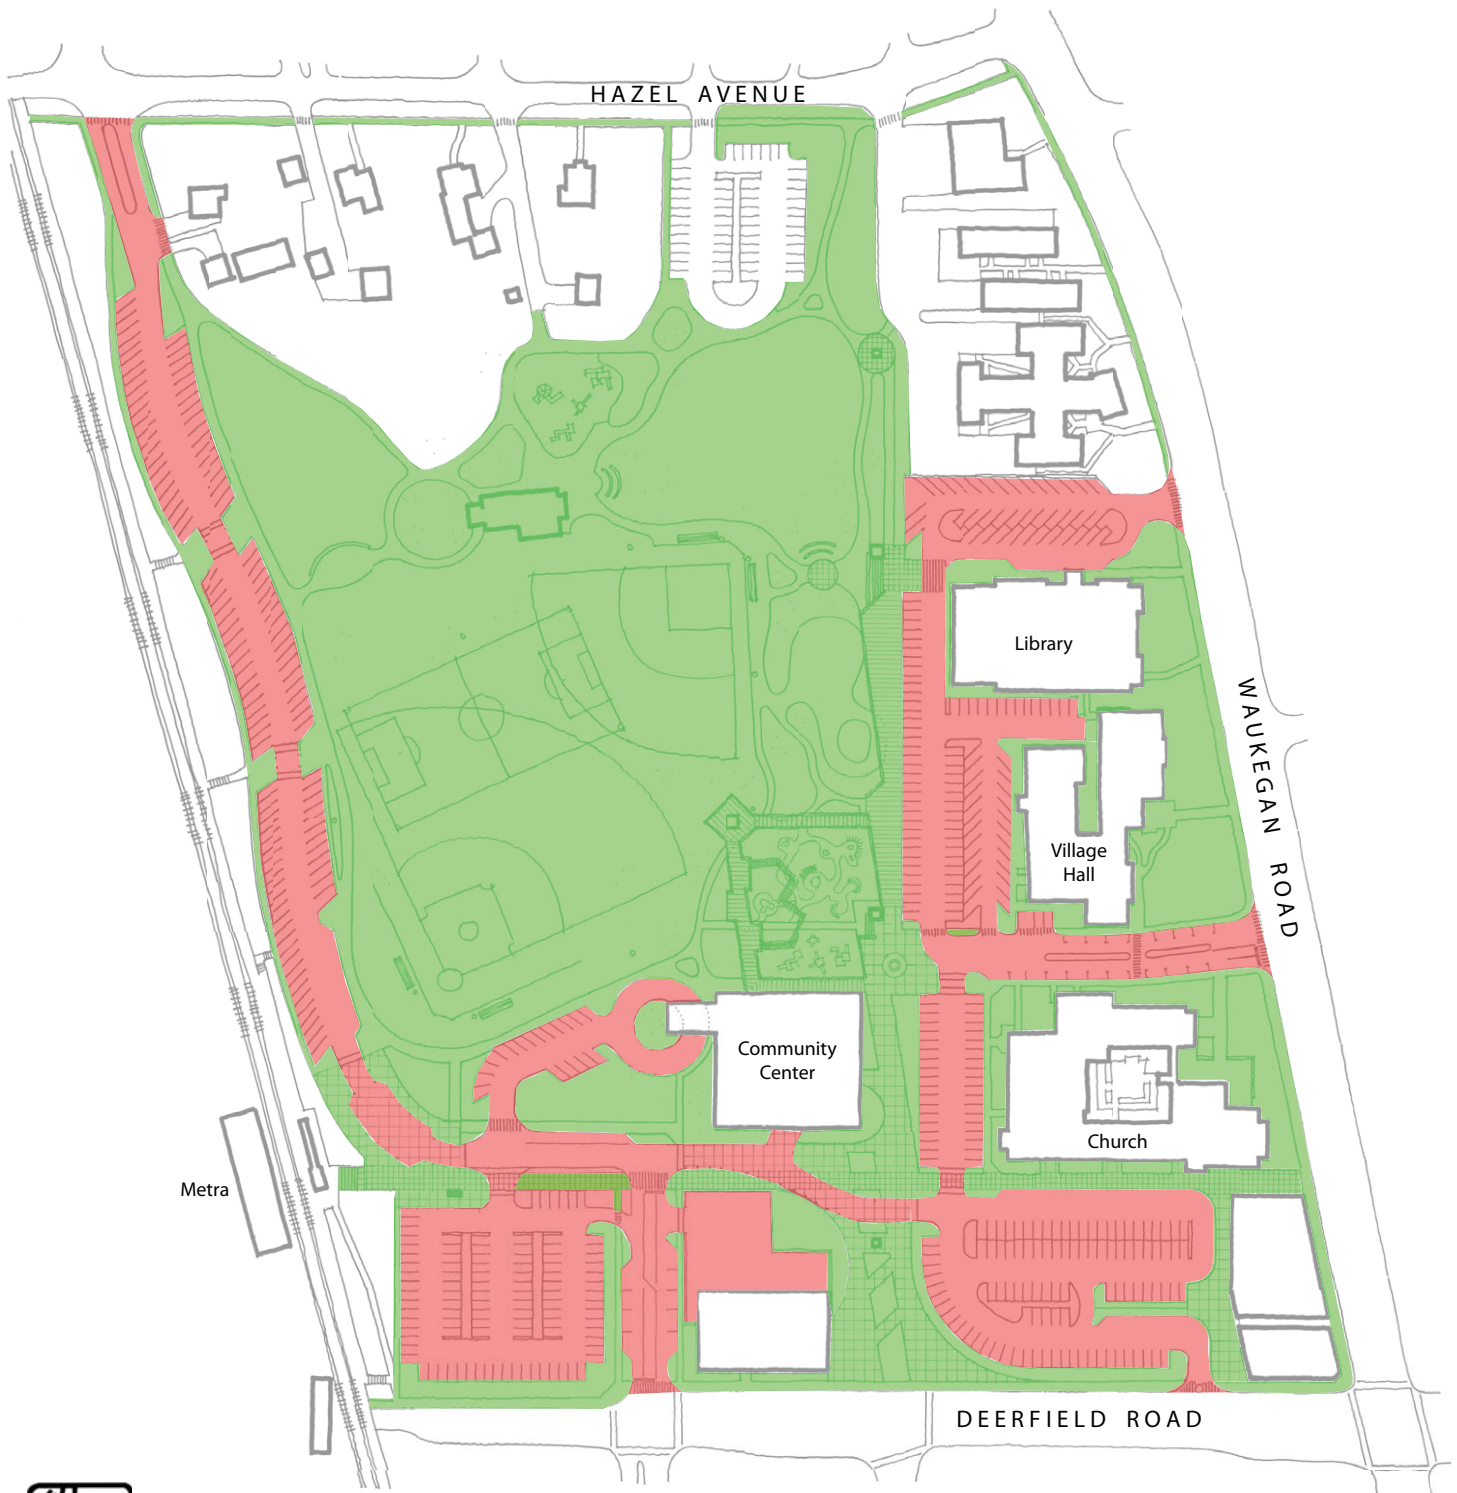 HAZEL AVENUE
Library
WAUKEGAN ROAD
Village
Hall
Community
Center
Church
Metra
DEERFIELD ROAD